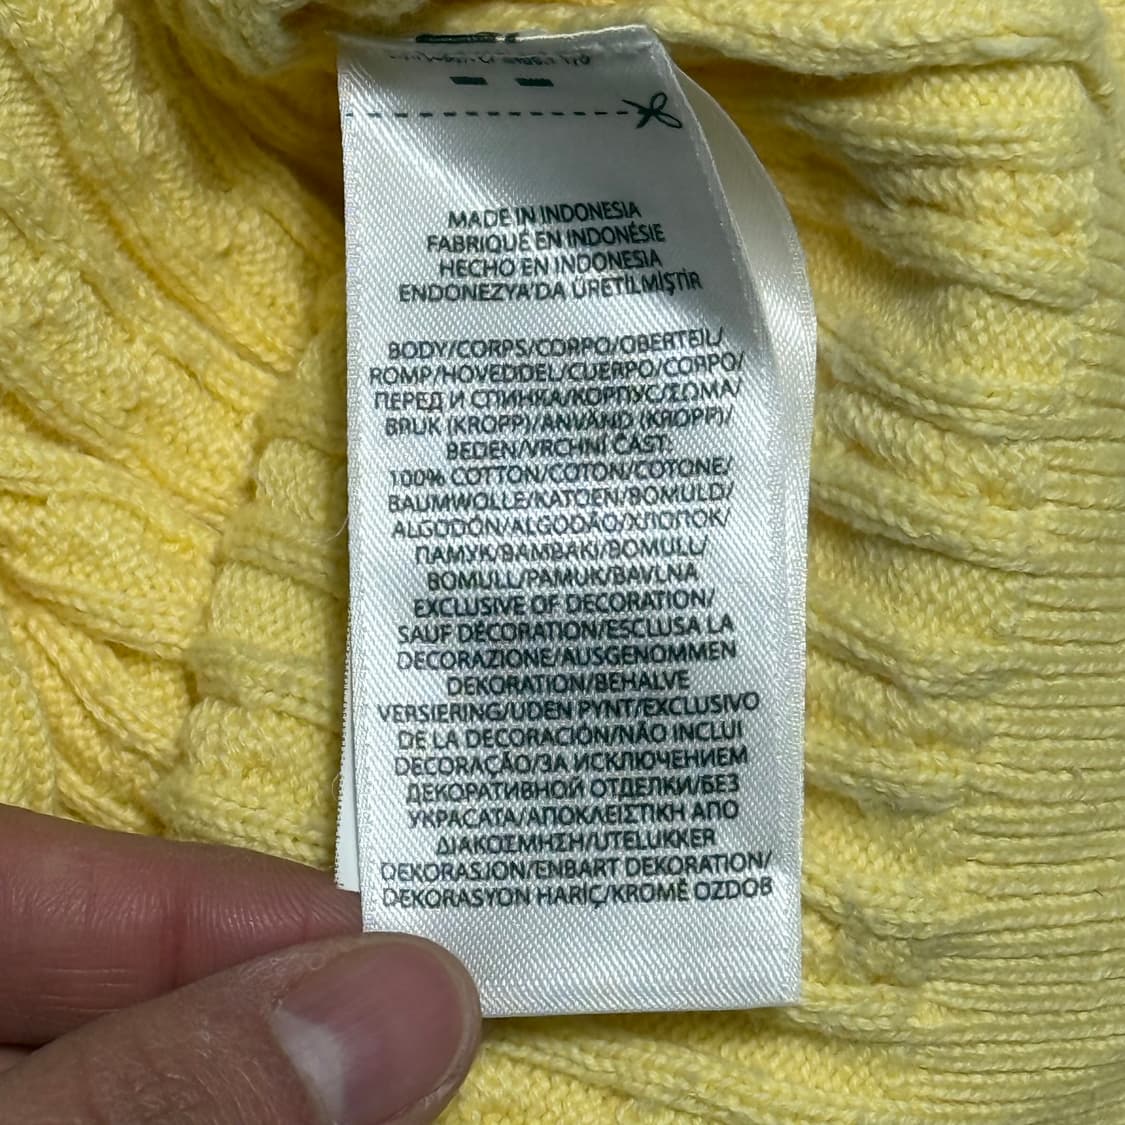 MADE IN INDONESIA
FABRIQUÉ EN INDONÉSIE
HECHO EN INDONESIA
ENDONEZYA'DA ÜRETİLMİŞTİR
BODY/CORPS/CORPO/OBERTEIL/
ROMP/HOVEDDEL/CUERPO/CORPO/
ПЕРЕД И СПИНКА/КОРПУС/ΣΩΜΑ/
BRUK (KROPP)/ANVÄND (KROPP)/
BEDEN/VRCHNÍ ČÁST:
100% COTTON/COTON/COTONE/
BAUMWOLLE/KATOEN/BOMULD/
ALGODÓN/ALGODÃO/ХЛОПОК/
ПАМУК/ΒΑΜΒΑΚΙ/BOMULL/
BOMULL/PAMUK/BAVLNA
EXCLUSIVE OF DECORATION/
SAUF DÉCORATION/ESCLUSA LA
DECORAZIONE/AUSGENOMMEN
DEKORATION/BEHALVE
VERSIERING/UDEN PYNT/EXCLUSIVO
DE LA DECORACIÓN/NÃO INCLUI
DECORAÇÃO/ЗА ИСКЛЮЧЕНИЕМ
ДЕКОРАТИВНОЙ ОТДЕЛКИ/БЕЗ
УКРАСАТА/ΑΠΟΚΛΕΙΣΤΙΚΗ ΑΠΟ
ΔΙΑΚΟΣΜΗΣΗ/UTELUKKER
DEKORASJON/ENBART DEKORATION/
DEKORASYON HARİÇ/KROMĚ OZDOB